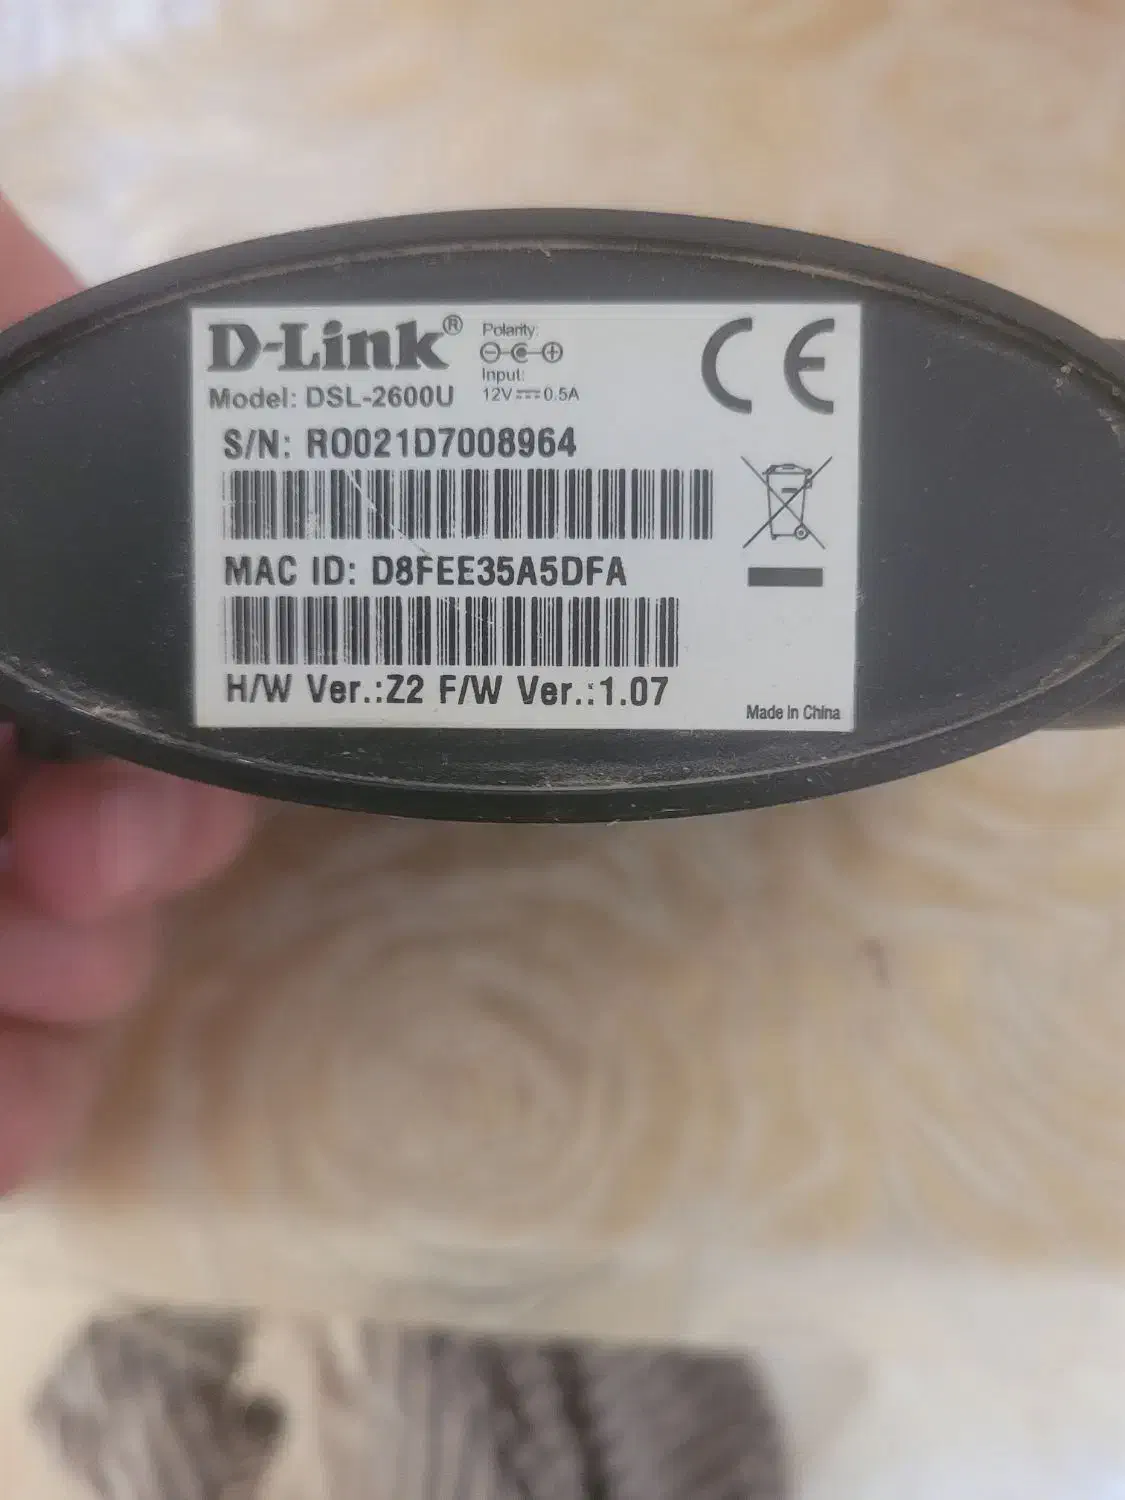 D-Link®
Model: DSL-2600U
Polarity:
Input:
12V⎓0.5A
CE
S/N: RO021D7008964
MAC ID: D8FEE35A5DFA
H/W Ver.:Z2 F/W Ver.:1.07
Made in China